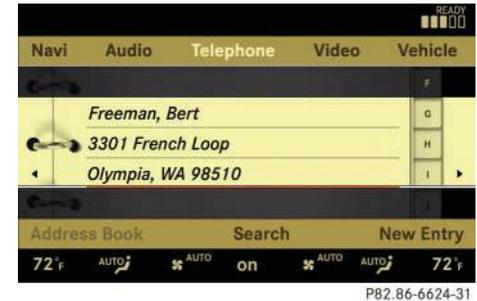 READY
Navi Audio Telephone Video Vehicle
F
Freeman, Bert G
3301 French Loop H
Olympia, WA 98510 I
Address Book Search New Entry
72°F AUTO AUTO on AUTO AUTO 72°F
P82.86-6624-31